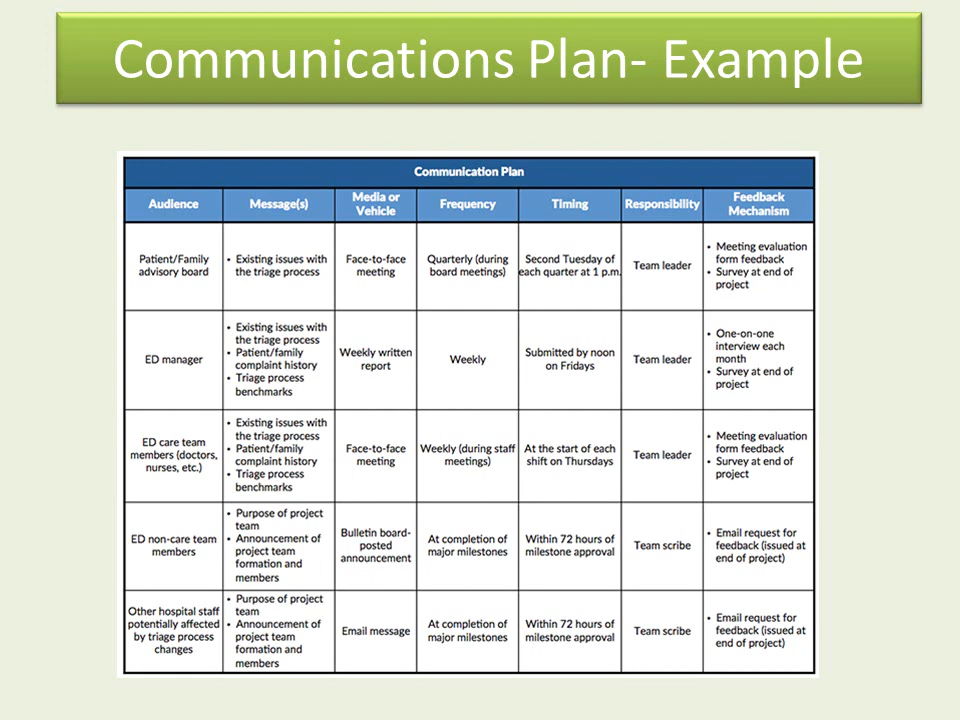 Communications Plan- Example
Communication Plan
Audience
Message(s)
Media or
Vehicle
Frequency
Timing
Responsibility
Feedback
Mechanism
Patient/Family
advisory board
• Existing issues with
the triage process
Face-to-face
meeting
Quarterly (during
board meetings)
Second Tuesday of
each quarter at 1 p.m.
Team leader
• Meeting evaluation
form feedback
• Survey at end of
project
ED manager
• Existing issues with
the triage process
• Patient/family
complaint history
• Triage process
benchmarks
Weekly written
report
Weekly
Submitted by noon
on Fridays
Team leader
• One-on-one
interview each
month
• Survey at end of
project
ED care team
members (doctors,
nurses, etc.)
• Existing issues with
the triage process
• Patient/family
complaint history
• Triage process
benchmarks
Face-to-face
meeting
Weekly (during staff
meetings)
At the start of each
shift on Thursdays
Team leader
• Meeting evaluation
form feedback
• Survey at end of
project
ED non-care team
members
• Purpose of project
team
• Announcement of
project team
formation and
members
Bulletin board-
posted
announcement
At completion of
major milestones
Within 72 hours of
milestone approval
Team scribe
• Email request for
feedback (issued at
end of project)
Other hospital staff
potentially affected
by triage process
changes
• Purpose of project
team
• Announcement of
project team
formation and
members
Email message
At completion of
major milestones
Within 72 hours of
milestone approval
Team scribe
• Email request for
feedback (issued at
end of project)